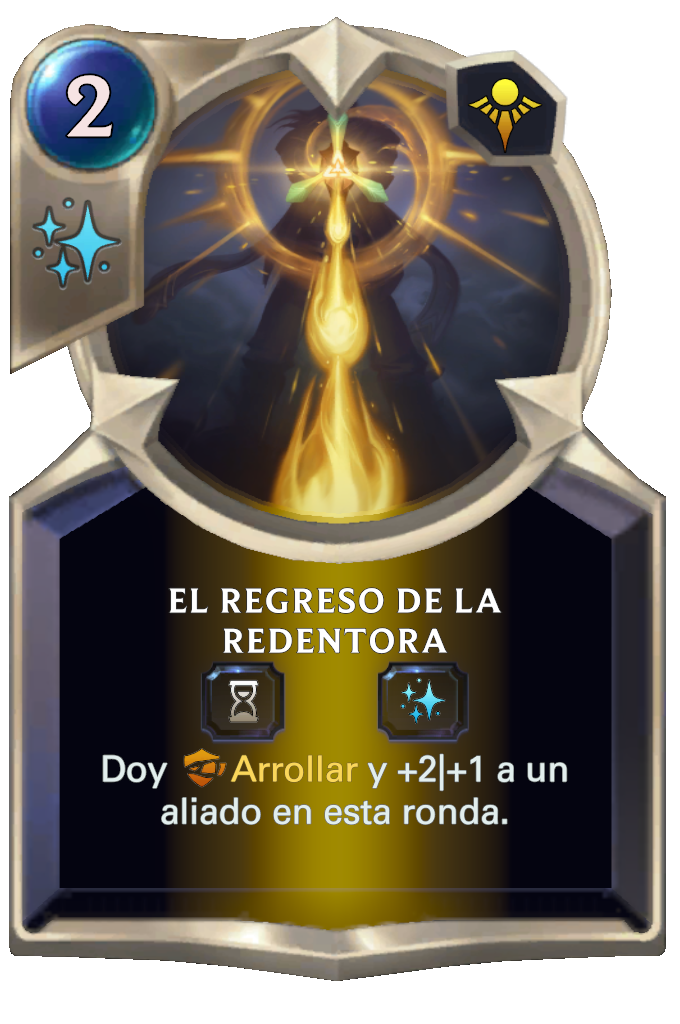 2
EL REGRESO DE LA
REDENTORA
Doy Arrollar y +2|+1 a un
aliado en esta ronda.